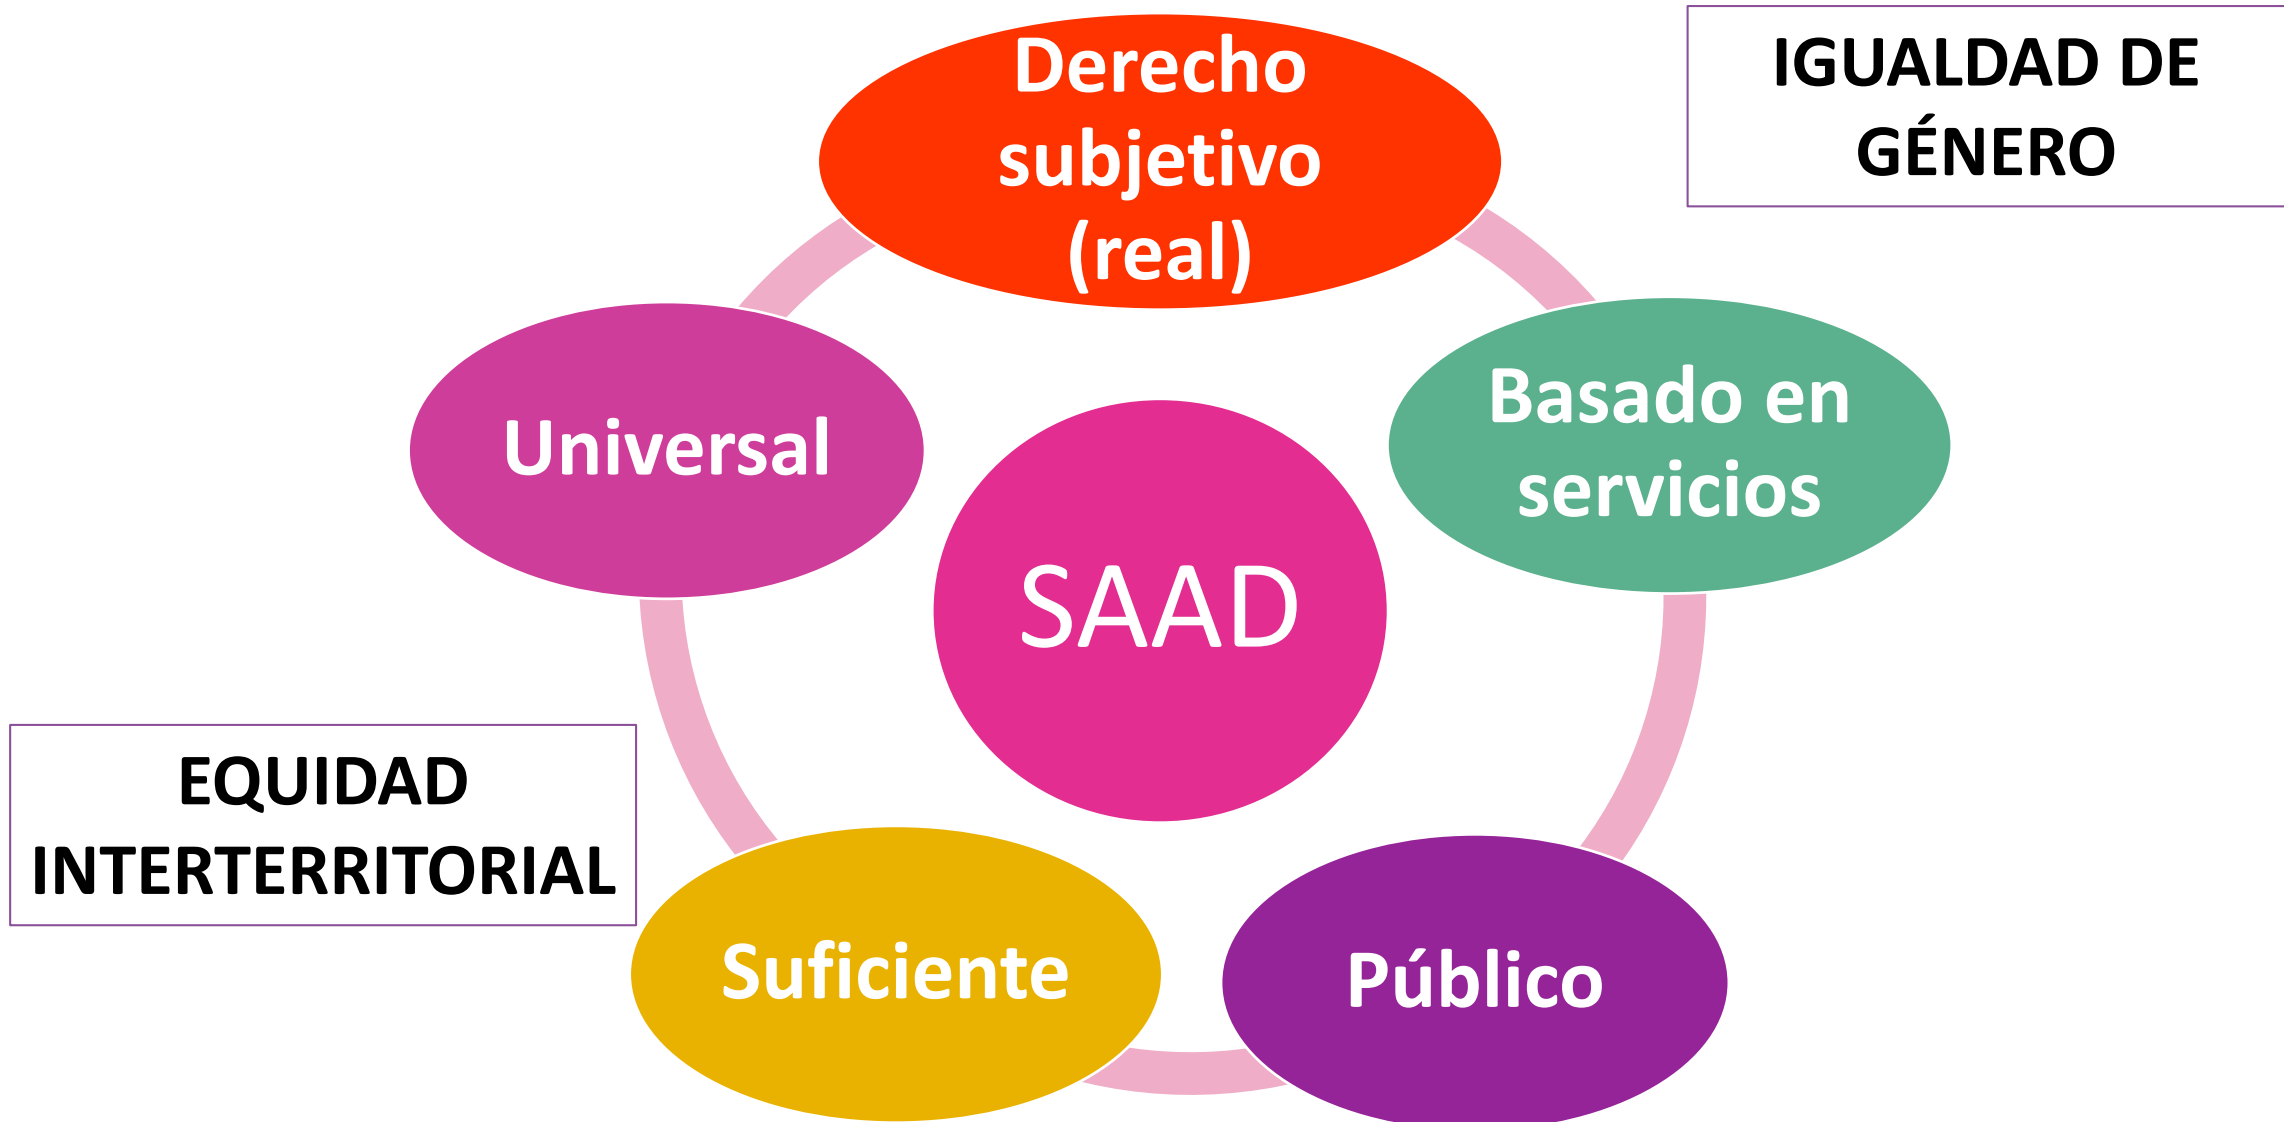 Derecho
subjetivo
(real)
IGUALDAD DE
GÉNERO
Universal
Basado en
servicios
SAAD
EQUIDAD
INTERTERRITORIAL
Suficiente
Público